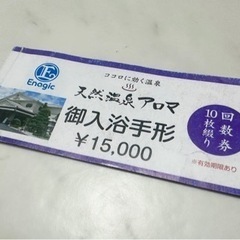 Enagic
ココロに効く温泉
天然温泉アロマ
御入浴手形
￥15,000
回数券
10枚綴り
※有効期限あり